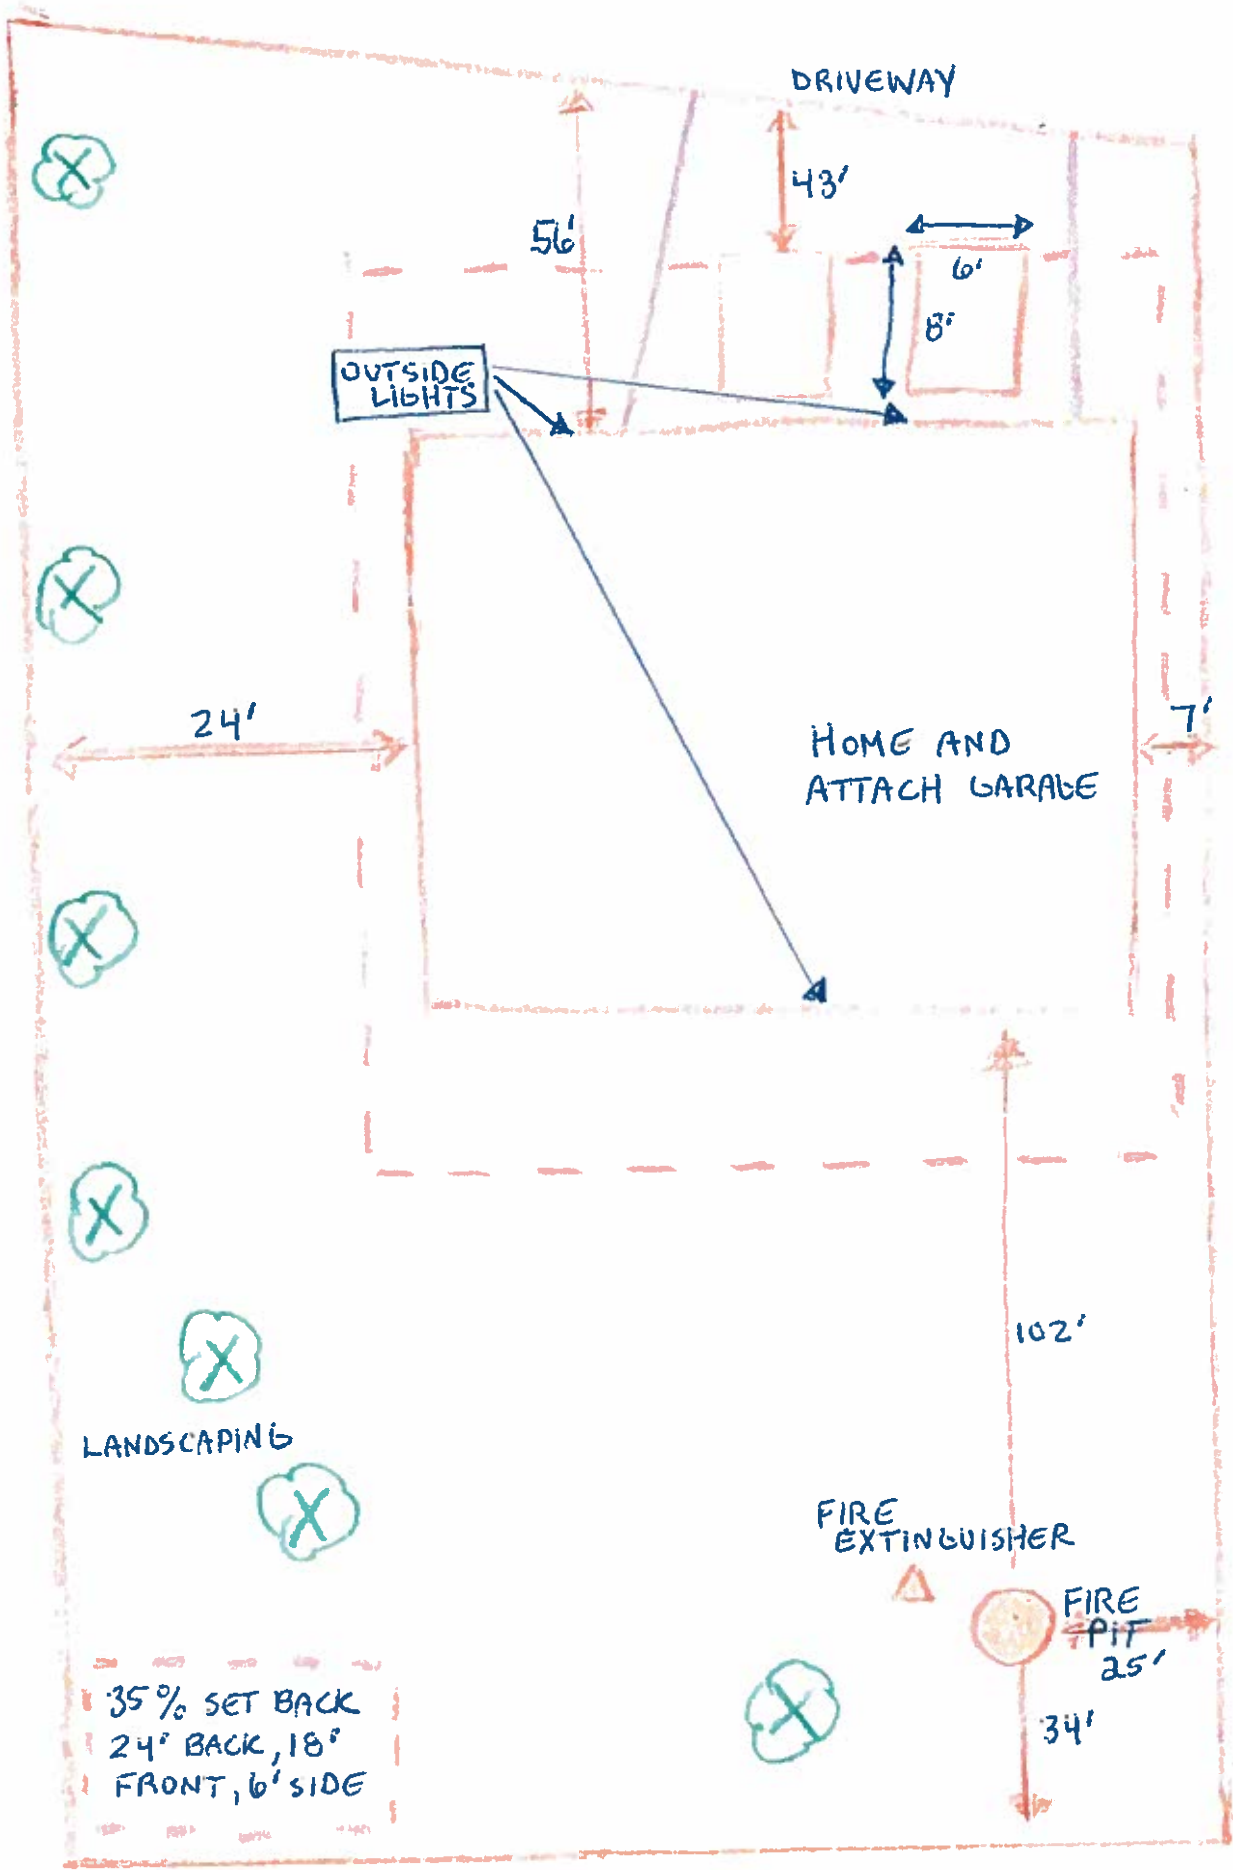 DRIVEWAY
43'
56'
6'
8'
OUTSIDE
LIGHTS
24'
7'
HOME AND
ATTACH GARAGE
102'
LANDSCAPING
FIRE
EXTINGUISHER
FIRE
PIT
25'
34'
35% SET BACK
24' BACK, 18'
FRONT, 6' SIDE